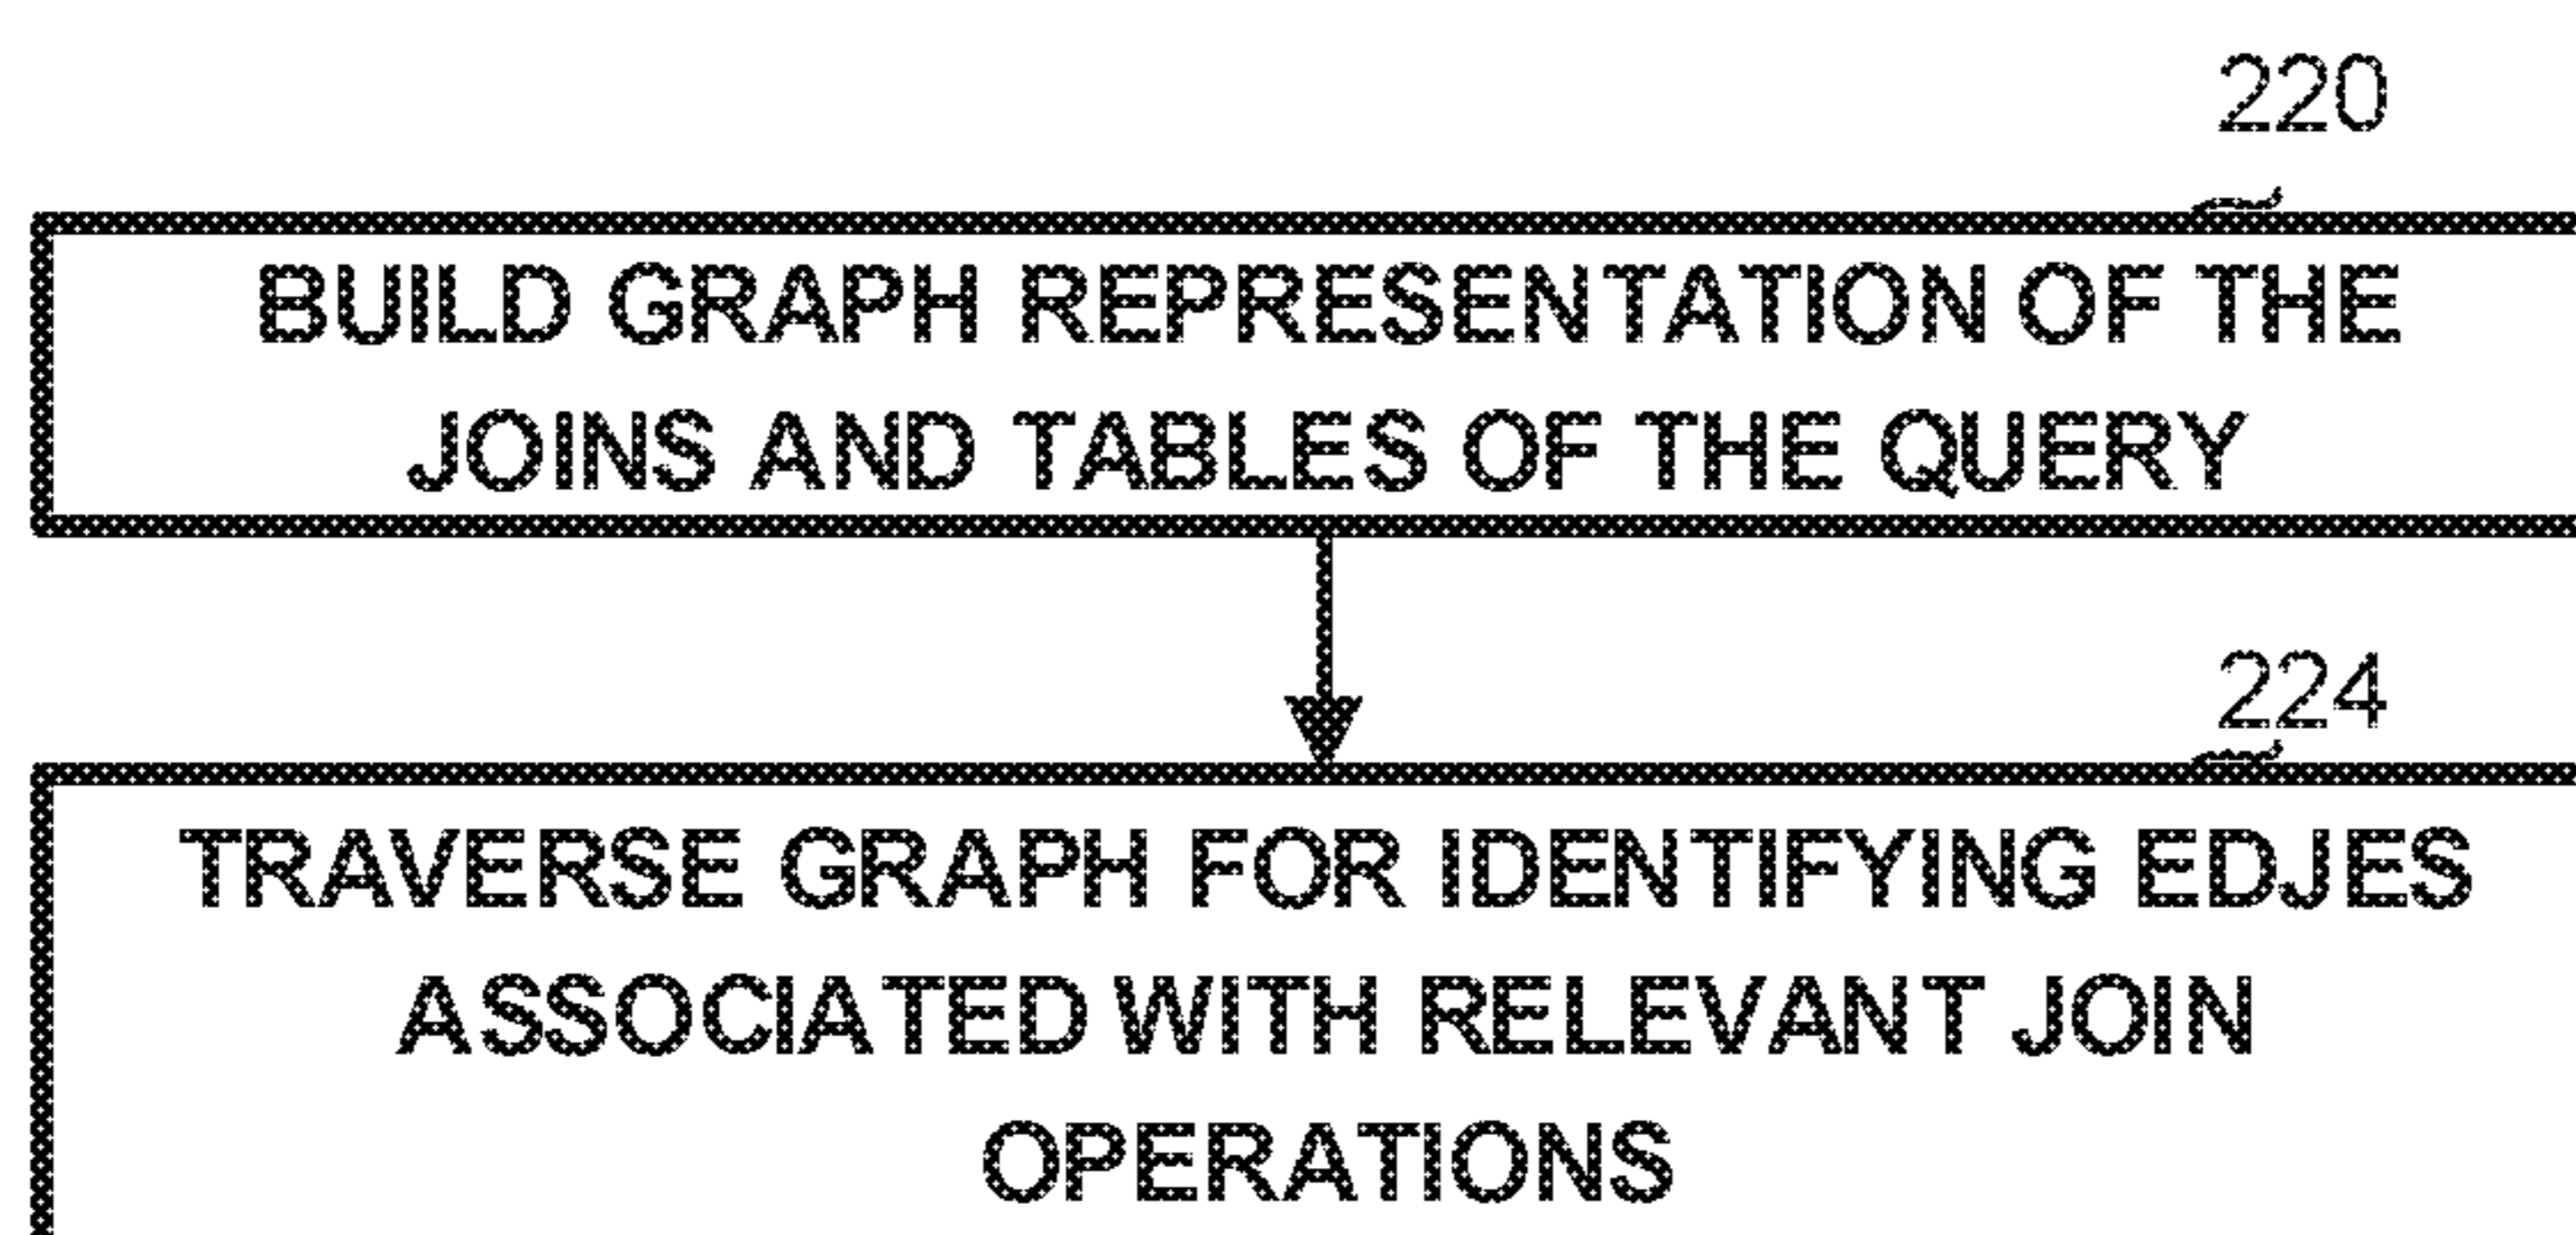 220
BUILD GRAPH REPRESENTATION OF THE
JOINS AND TABLES OF THE QUERY
224
TRAVERSE GRAPH FOR IDENTIFYING EDJES
ASSOCIATED WITH RELEVANT JOIN
OPERATIONS